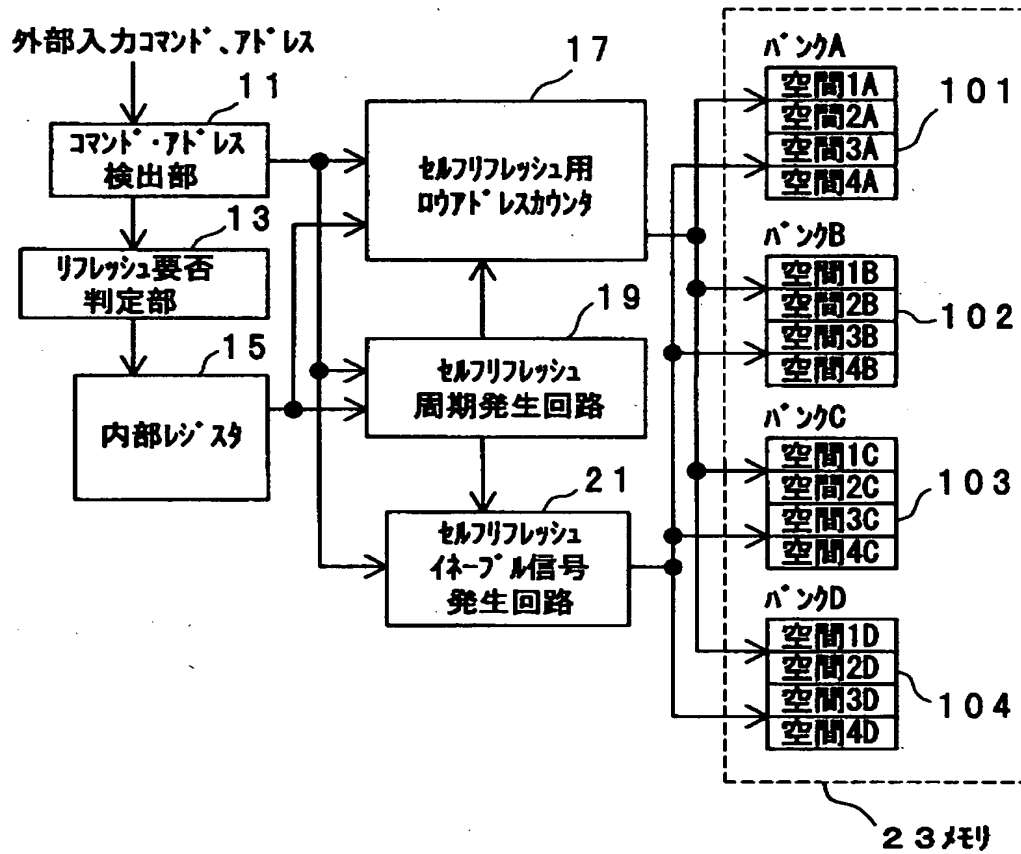 外部入力コマンド、アドレス
11
コマンド・アドレス
検出部
13
リフレッシュ要否
判定部
15
内部レジスタ
17
セルフリフレッシュ用
ロウアドレスカウンタ
19
セルフリフレッシュ
周期発生回路
21
セルフリフレッシュ
イネーブル信号
発生回路
バンクA
空間1A
空間2A
空間3A
空間4A
101
バンクB
空間1B
空間2B
空間3B
空間4B
102
バンクC
空間1C
空間2C
空間3C
空間4C
103
バンクD
空間1D
空間2D
空間3D
空間4D
104
23メモリ